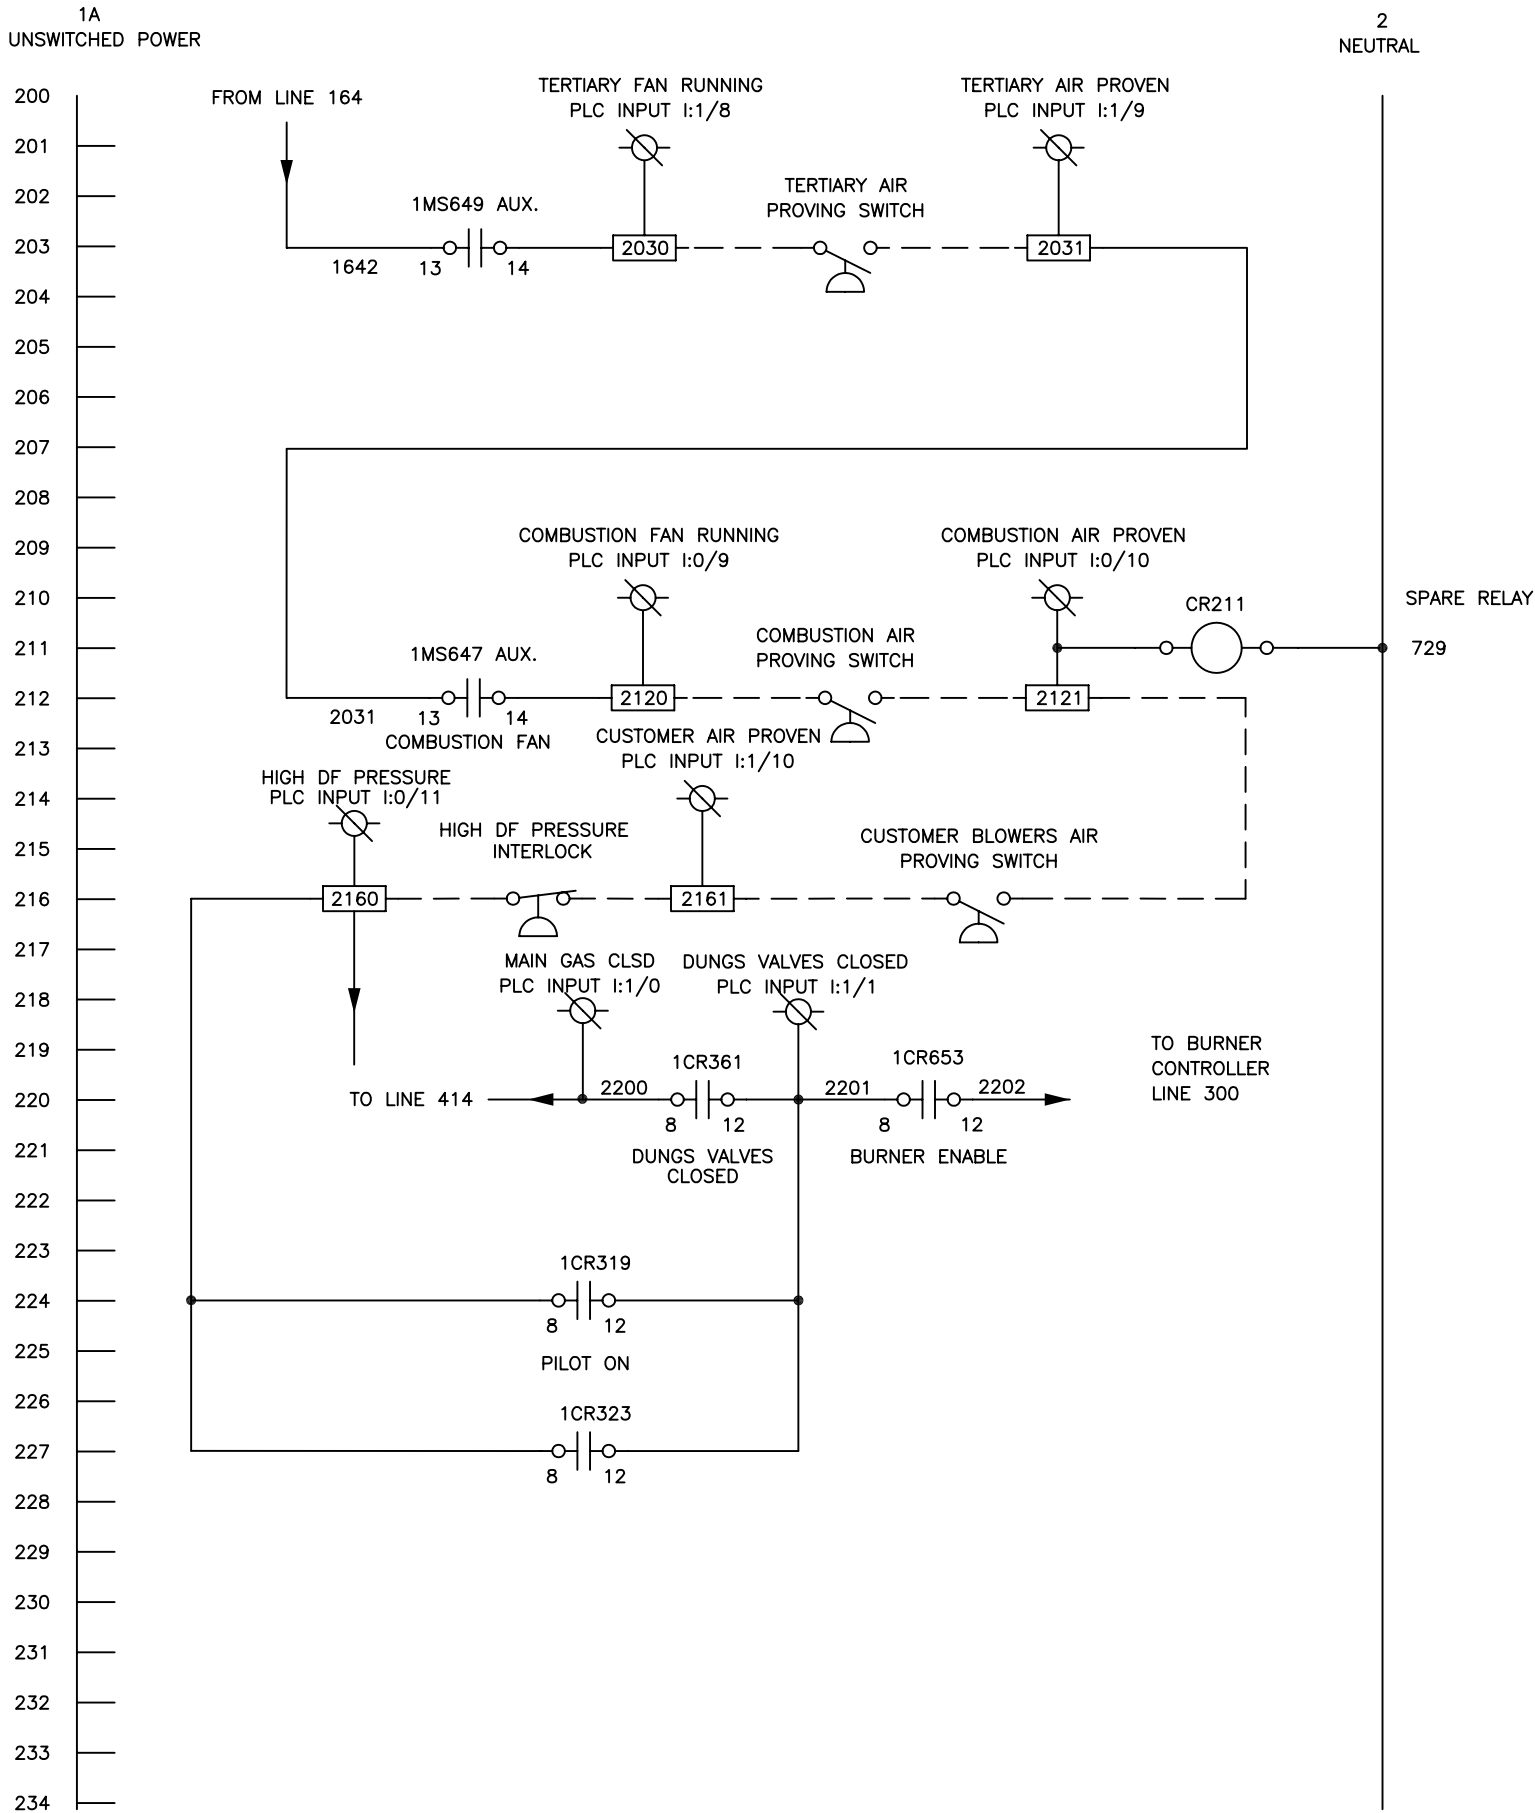 1A
UNSWITCHED POWER
2
NEUTRAL
200
FROM LINE 164
TERTIARY FAN RUNNING
PLC INPUT I:1/8
TERTIARY AIR PROVEN
PLC INPUT I:1/9
201
202
1MS649 AUX.
TERTIARY AIR
PROVING SWITCH
203
1642
13
14
2030
2031
204
205
206
207
208
209
COMBUSTION FAN RUNNING
PLC INPUT I:0/9
COMBUSTION AIR PROVEN
PLC INPUT I:0/10
210
CR211
SPARE RELAY
211
1MS647 AUX.
COMBUSTION AIR
PROVING SWITCH
729
212
2031
13
14
COMBUSTION FAN
2120
2121
213
CUSTOMER AIR PROVEN
PLC INPUT I:1/10
HIGH DF PRESSURE
PLC INPUT I:0/11
214
215
HIGH DF PRESSURE
INTERLOCK
CUSTOMER BLOWERS AIR
PROVING SWITCH
216
2160
2161
217
MAIN GAS CLSD
PLC INPUT I:1/0
DUNGS VALVES CLOSED
PLC INPUT I:1/1
218
219
1CR361
1CR653
TO BURNER
CONTROLLER
LINE 300
220
TO LINE 414
2200
8
12
2201
8
12
2202
221
DUNGS VALVES
CLOSED
BURNER ENABLE
222
223
1CR319
224
8
12
225
PILOT ON
226
1CR323
227
8
12
228
229
230
231
232
233
234